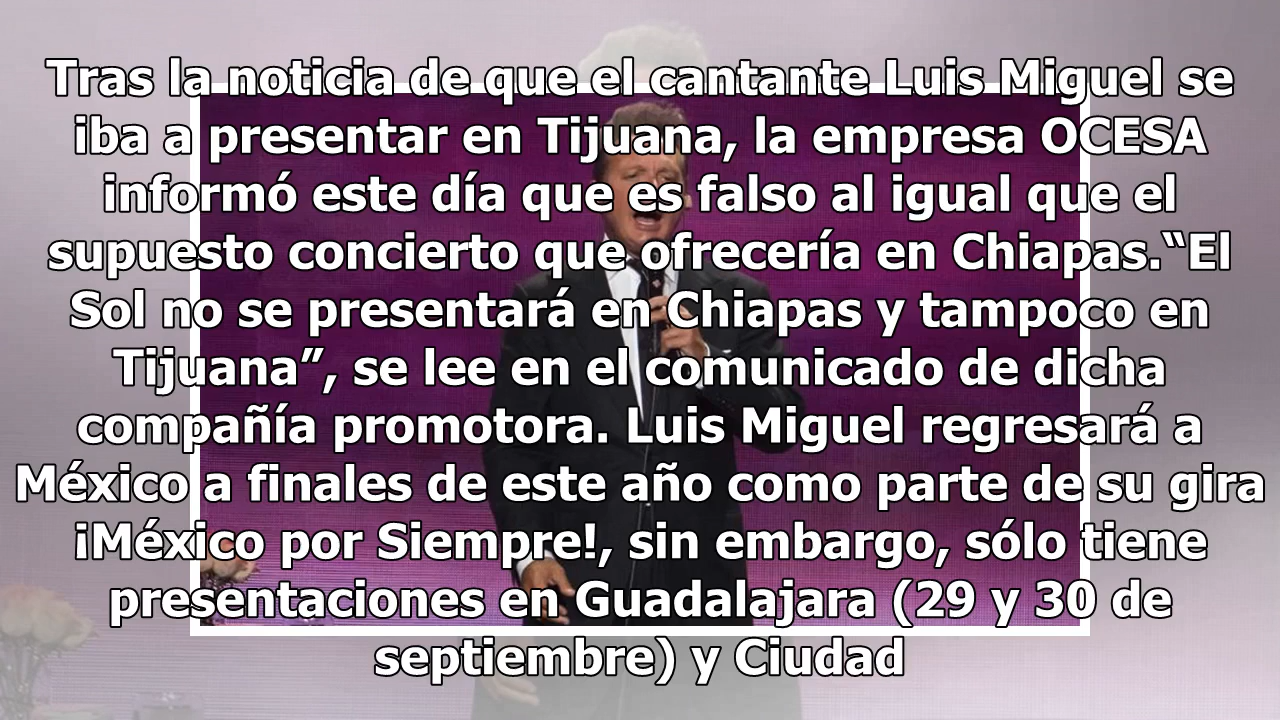 Tras la noticia de que el cantante Luis Miguel se
iba a presentar en Tijuana, la empresa OCESA
informó este día que es falso al igual que el
supuesto concierto que ofrecería en Chiapas.“El
Sol no se presentará en Chiapas y tampoco en
Tijuana”, se lee en el comunicado de dicha
compañía promotora. Luis Miguel regresará a
México a finales de este año como parte de su gira
¡México por Siempre!, sin embargo, sólo tiene
presentaciones en Guadalajara (29 y 30 de
septiembre) y Ciudad